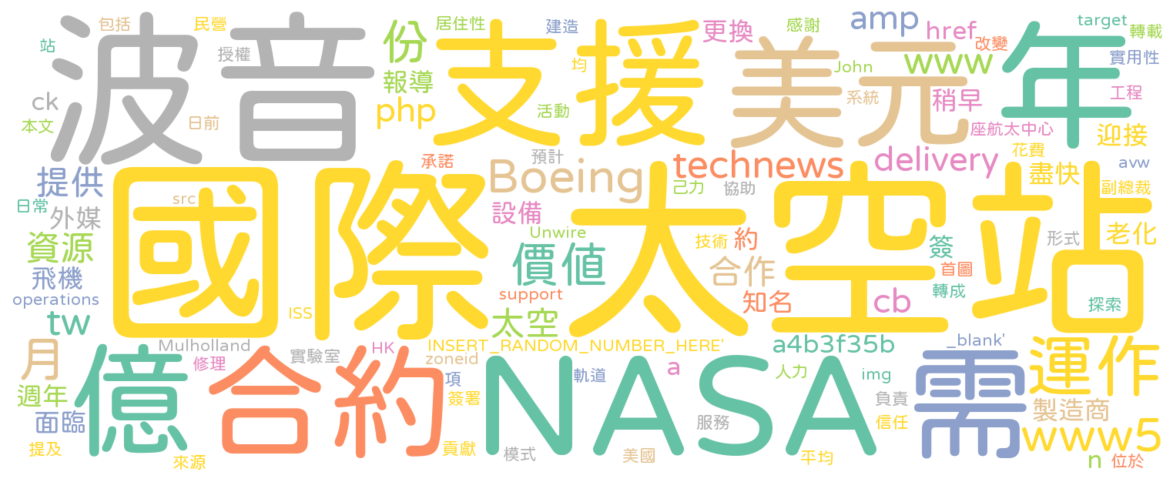 站 包括 民營 居住性 建造 感謝 amp target
波音 授權 份 支援 更換 美元 href 改變 年 轉載
ck 報導 均 John www 實用性
本文 日前 php 活動 系統 稍早 工程
提供 承諾 預計 technews delivery 座航太中心 迎接
日常 src Boeing 己力 協助 花費 盡快 avw
外媒 國際太空站 設備 副總裁
資源 Unwire 價値 技術 約 簽 形式 老化
飛機 合作 首圖
operations ISS support 知名 cb 轉成 探索
tw 太空
Mulholland 實驗室 HK INSERT_RANDOM_NUMBER_HERE' a4b3f35b _blank'
月 億 修理 合約 zoneid NASA a 需 運作
週年 項 軌道 人力 img
面臨 簽署 服務 負責 製造商
提及 貢獻 模式 信任 www5
來源 美國 平均 n 位於